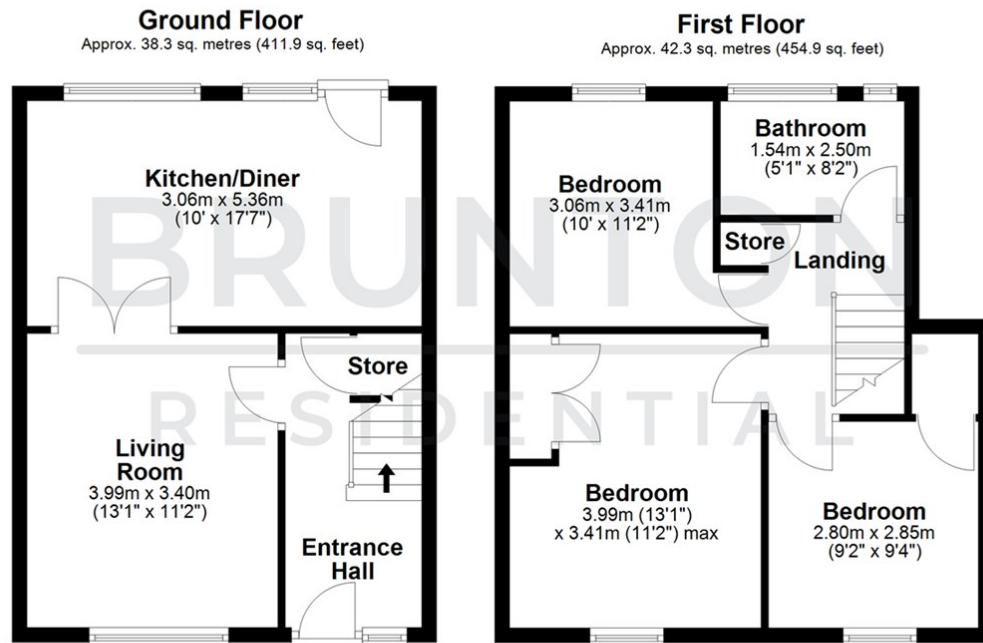 Ground Floor
Approx. 38.3 sq. metres (411.9 sq. feet)
Kitchen/Diner
3.06m x 5.36m
(10' x 17'7")
Living
Room
3.99m x 3.40m
(13'1" x 11'2")
Store
Entrance
Hall
First Floor
Approx. 42.3 sq. metres (454.9 sq. feet)
Bedroom
3.06m x 3.41m
(10' x 11'2")
Bathroom
1.54m x 2.50m
(5'1" x 8'2")
Store
Landing
Bedroom
3.99m (13'1")
x 3.41m (11'2") max
Bedroom
2.80m x 2.85m
(9'2" x 9'4")
BRUNTON
RESIDENTIAL